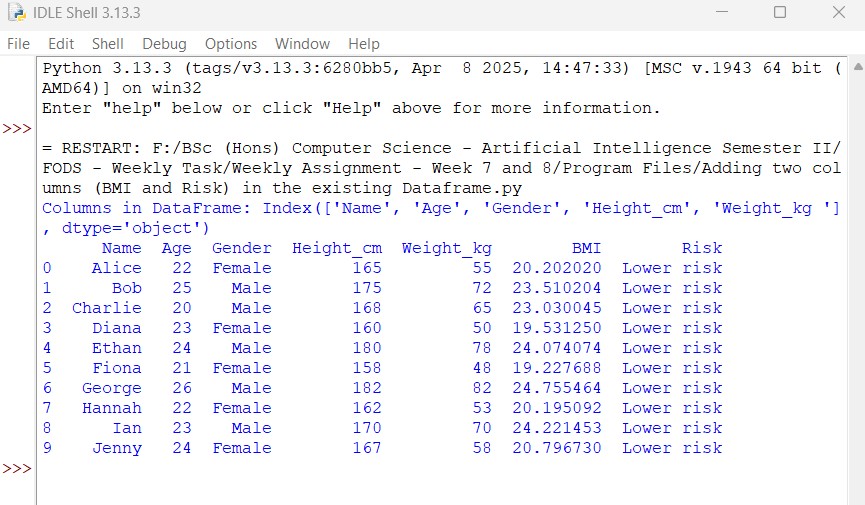 IDLE Shell 3.13.3
File Edit Shell Debug Options Window Help
Python 3.13.3 (tags/v3.13.3:6280bb5, Apr  8 2025, 14:47:33) [MSC v.1943 64 bit (
AMD64)] on win32
Enter "help" below or click "Help" above for more information.
>>>
= RESTART: F:/BSc (Hons) Computer Science - Artificial Intelligence Semester II/
FODS - Weekly Task/Weekly Assignment - Week 7 and 8/Program Files/Adding two col
umns (BMI and Risk) in the existing Dataframe.py
Columns in DataFrame: Index(['Name', 'Age', 'Gender', 'Height_cm', 'Weight_kg ']
, dtype='object')
      Name  Age  Gender  Height_cm  Weight_kg        BMI        Risk
0    Alice   22  Female        165         55  20.202020  Lower risk
1      Bob   25    Male        175         72  23.510204  Lower risk
2  Charlie   20    Male        168         65  23.030045  Lower risk
3    Diana   23  Female        160         50  19.531250  Lower risk
4    Ethan   24    Male        180         78  24.074074  Lower risk
5    Fiona   21  Female        158         48  19.227688  Lower risk
6   George   26    Male        182         82  24.755464  Lower risk
7   Hannah   22  Female        162         53  20.195092  Lower risk
8      Ian   23    Male        170         70  24.221453  Lower risk
9    Jenny   24  Female        167         58  20.796730  Lower risk
>>>